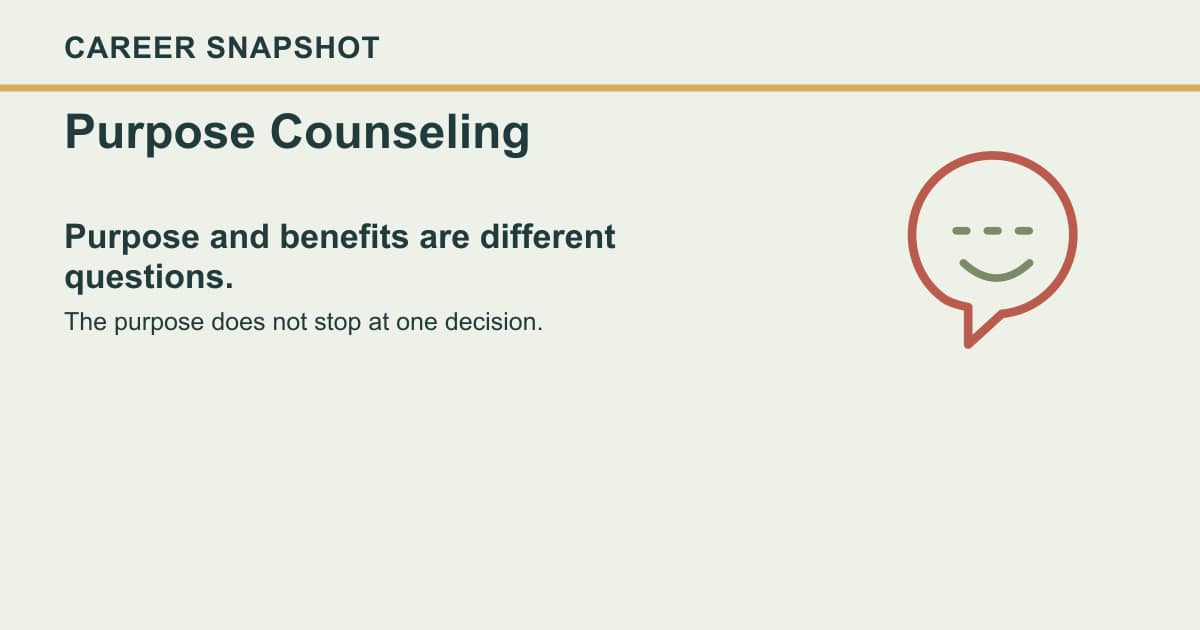 CAREER SNAPSHOT
Purpose Counseling
Purpose and benefits are different
questions.
The purpose does not stop at one decision.